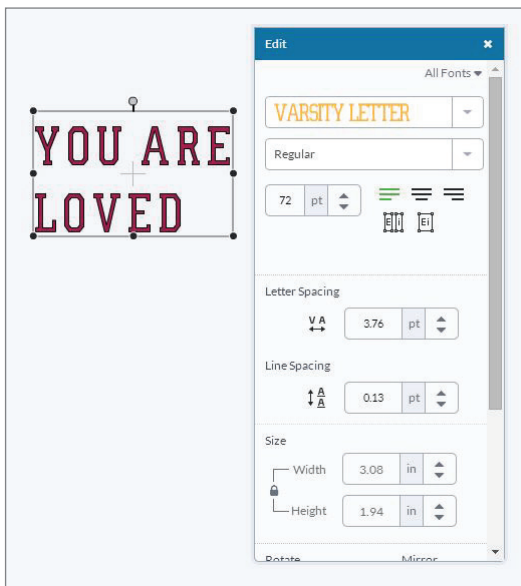 Edit
All Fonts
YOU ARE
LOVED
VARSITY LETTER
Regular
72 pt
E i Ei
Letter Spacing
V A
3.76 pt
Line Spacing
A
A
0.13 pt
Size
Width 3.08 in
Height 1.94 in
Rotate Mirror